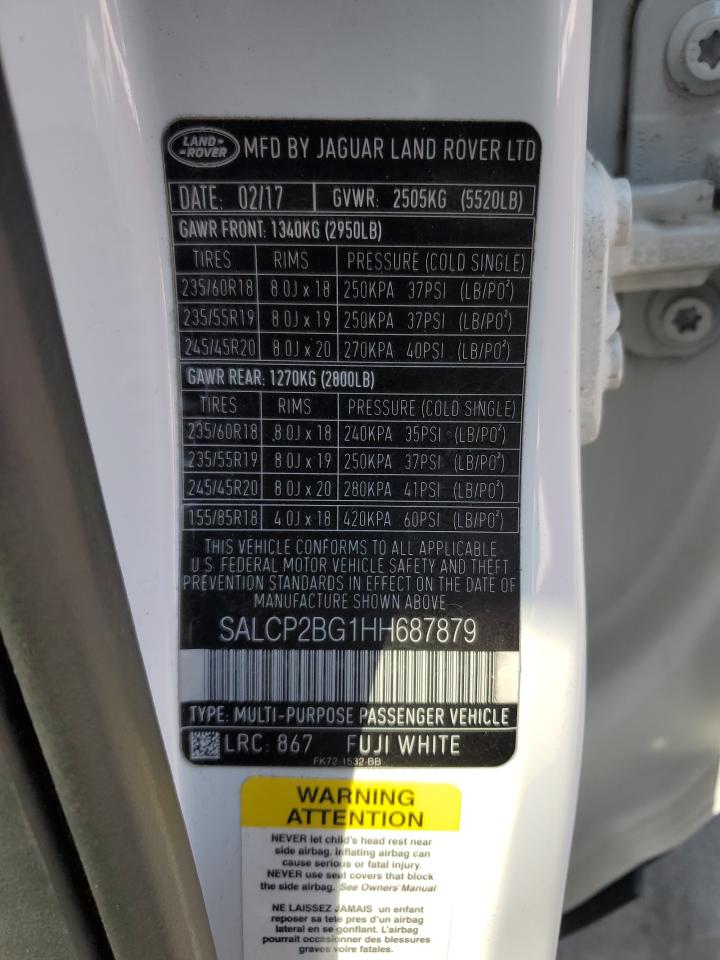 LAND-
-ROVER
MFD BY JAGUAR LAND ROVER LTD
DATE: 02/17 GVWR: 2505KG (5520LB)
GAWR FRONT: 1340KG (2950LB)
TIRES RIMS PRESSURE (COLD SINGLE)
235/60R18 8.0J x 18 250KPA 37PSI (LB/PO²)
235/55R19 8.0J x 19 250KPA 37PSI (LB/PO²)
245/45R20 8.0J x 20 270KPA 40PSI (LB/PO²)
GAWR REAR: 1270KG (2800LB)
TIRES RIMS PRESSURE (COLD SINGLE)
235/60R18 8.0J x 18 240KPA 35PSI (LB/PO²)
235/55R19 8.0J x 19 250KPA 37PSI (LB/PO²)
245/45R20 8.0J x 20 280KPA 41PSI (LB/PO²)
155/85R18 4.0J x 18 420KPA 60PSI (LB/PO²)
THIS VEHICLE CONFORMS TO ALL APPLICABLE
U.S. FEDERAL MOTOR VEHICLE SAFETY AND THEFT
PREVENTION STANDARDS IN EFFECT ON THE DATE OF
MANUFACTURE SHOWN ABOVE
SALCP2BG1HH687879
TYPE: MULTI-PURPOSE PASSENGER VEHICLE
LRC: 867 FUJI WHITE
FK72-1532-BB
WARNING
ATTENTION
NEVER let child's head rest near
side airbag. Inflating airbag can
cause serious or fatal injury.
NEVER use seat covers that block
the side airbag. See Owners' Manual
NE LAISSEZ JAMAIS un enfant
reposer sa tete pres d'un airbag
lateral en se gonflant. L'airbag
pourrait occasionner des blessures
graves voire fatales.